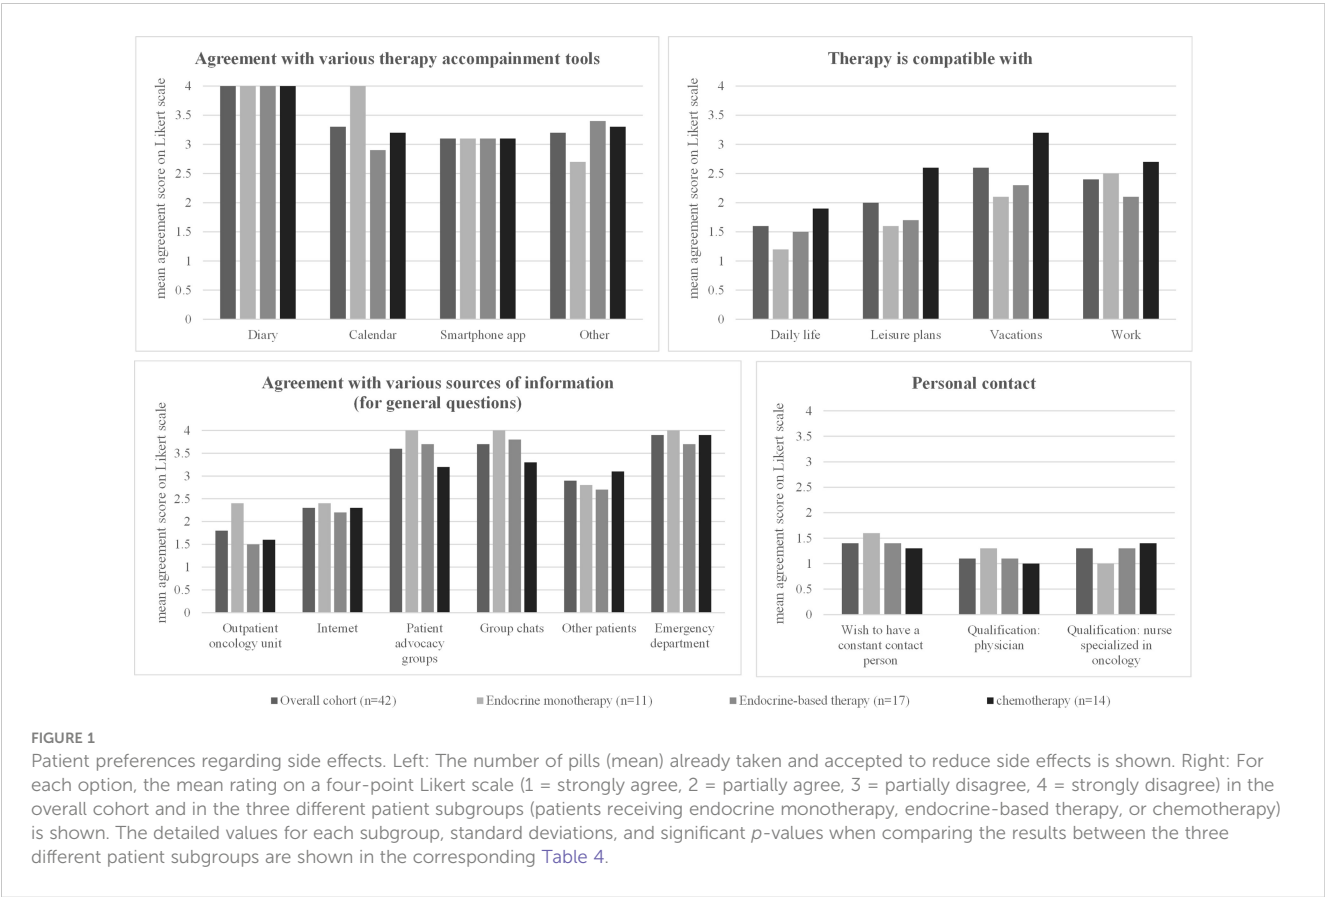 Agreement with various therapy accompainment tools
mean agreement score on Likert scale
4
3.5
3
2.5
2
1.5
1
0.5
0
Diary
Calendar
Smartphone app
Other
Therapy is compatible with
mean agreement score on Likert scale
4
3.5
3
2.5
2
1.5
1
0.5
0
Daily life
Leisure plans
Vacations
Work
Agreement with various sources of information
(for general questions)
mean agreement score on Likert scale
4
3.5
3
2.5
2
1.5
1
0.5
0
Outpatient
oncology unit
Internet
Patient
advocacy
groups
Group chats
Other patients
Emergency
department
Personal contact
mean agreement score on Likert scale
4
3.5
3
2.5
2
1.5
1
0.5
0
Wish to have a
constant contact
person
Qualification:
physician
Qualification: nurse
specialized in
oncology
Overall cohort (n=42)
Endocrine monotherapy (n=11)
Endocrine-based therapy (n=17)
chemotherapy (n=14)
FIGURE 1
Patient preferences regarding side effects. Left: The number of pills (mean) already taken and accepted to reduce side effects is shown. Right: For
each option, the mean rating on a four-point Likert scale (1 = strongly agree, 2 = partially agree, 3 = partially disagree, 4 = strongly disagree) in the
overall cohort and in the three different patient subgroups (patients receiving endocrine monotherapy, endocrine-based therapy, or chemotherapy)
is shown. The detailed values for each subgroup, standard deviations, and significant p-values when comparing the results between the three
different patient subgroups are shown in the corresponding Table 4.